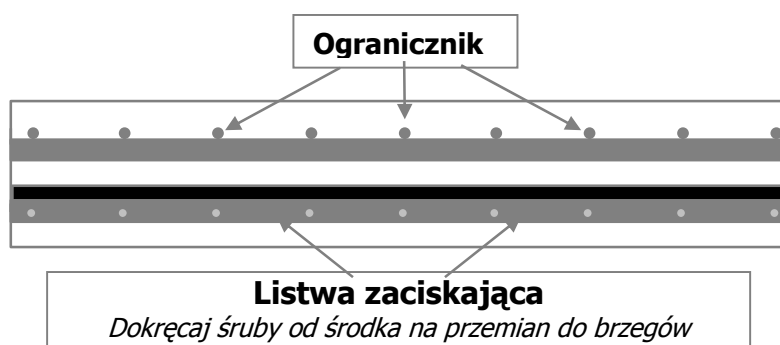 Ogranicznik
Listwa zaciskająca
Dokręcaj śruby od środka na przemian do brzegów